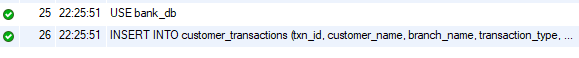 25 22:25:51 USE bank_db
26 22:25:51 INSERT INTO customer_transactions (txn_id, customer_name, branch_name, transaction_type, ...